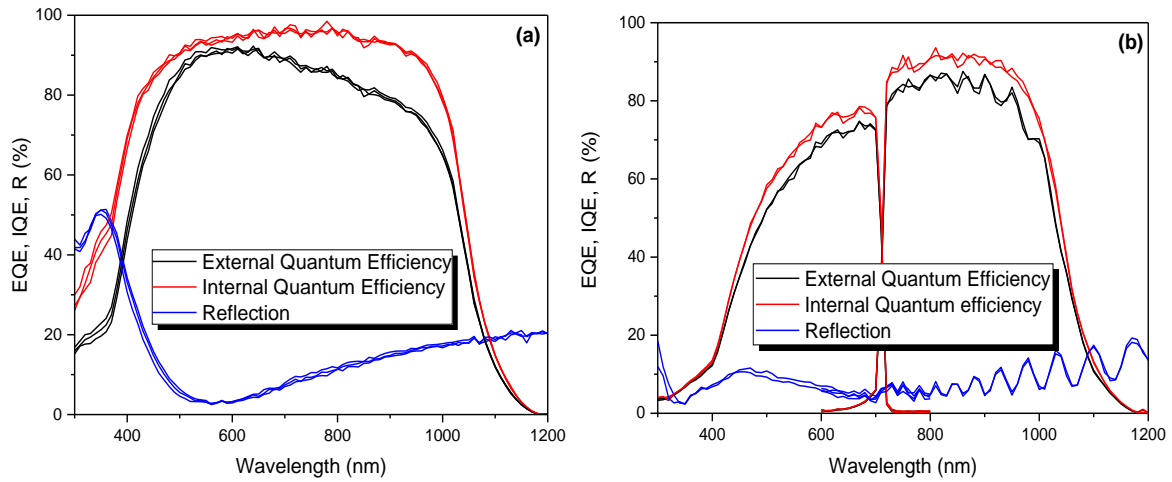 (a)
EQE, IQE, R (%)
100
80
60
40
20
0
External Quantum Efficiency
Internal Quantum Efficiency
Reflection
400
600
800
1000
1200
Wavelength (nm)
(b)
EQE, IQE, R (%)
100
80
60
40
20
0
External Quantum Efficiency
Internal Quantum efficiency
Reflection
400
600
800
1000
1200
Wavelength (nm)